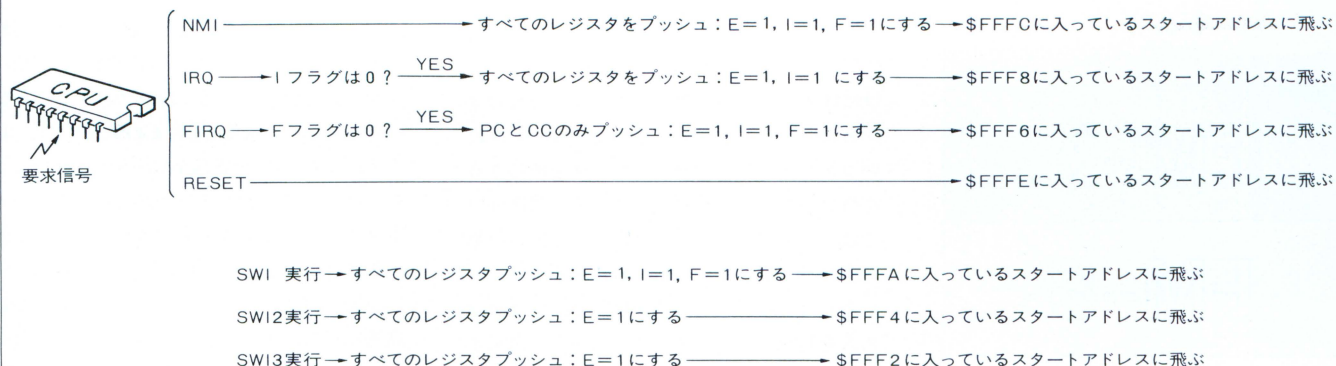 NMI → すべてのレジスタをプッシュ：E=1, I=1, F=1にする → $FFFCに入っているスタートアドレスに飛ぶ
CPU
IRQ → Iフラグは0？ YES → すべてのレジスタをプッシュ：E=1, I=1 にする → $FFF8に入っているスタートアドレスに飛ぶ
FIRQ → Fフラグは0？ YES → PCとCCのみプッシュ：E=1, I=1, F=1にする → $FFF6に入っているスタートアドレスに飛ぶ
要求信号
RESET → $FFFEに入っているスタートアドレスに飛ぶ
SWI 実行 → すべてのレジスタプッシュ：E=1, I=1, F=1にする → $FFFAに入っているスタートアドレスに飛ぶ
SWI2実行 → すべてのレジスタプッシュ：E=1にする → $FFF4に入っているスタートアドレスに飛ぶ
SWI3実行 → すべてのレジスタプッシュ：E=1にする → $FFF2に入っているスタートアドレスに飛ぶ